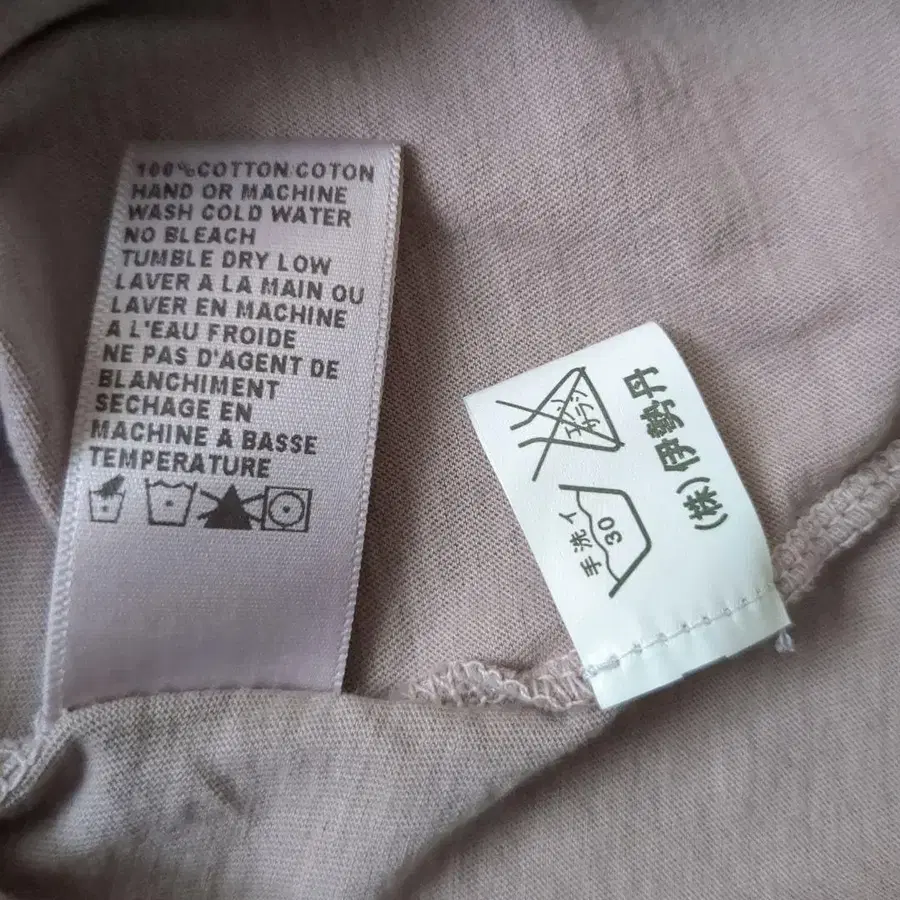 100% COTTON/COTON
HAND OR MACHINE
WASH COLD WATER
NO BLEACH
TUMBLE DRY LOW
LAVER A LA MAIN OU
LAVER EN MACHINE
A L'EAU FROIDE
NE PAS D'AGENT DE
BLANCHIMENT
SECHAGE EN
MACHINE A BASSE
TEMPERATURE
エンソ
サラシ
手洗イ
30
(株)伊勢丹